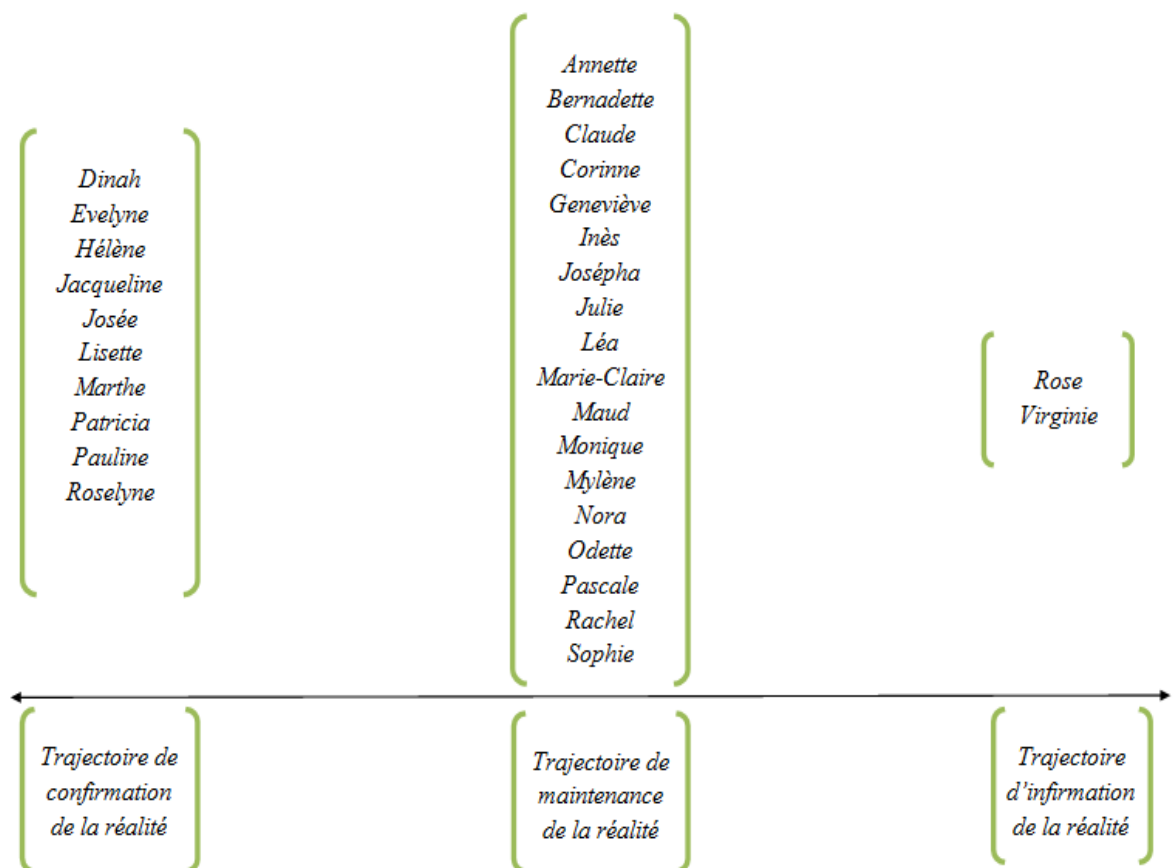 Dinah
Evelyne
Hélène
Jacqueline
Josée
Lisette
Marthe
Patricia
Pauline
Roselyne
Annette
Bernadette
Claude
Corinne
Geneviève
Inès
Josépha
Julie
Léa
Marie-Claire
Maud
Monique
Mylène
Nora
Odette
Pascale
Rachel
Sophie
Rose
Virginie
Trajectoire de
confirmation
de la réalité
Trajectoire de
maintenance
de la réalité
Trajectoire
d’infirmation
de la réalité